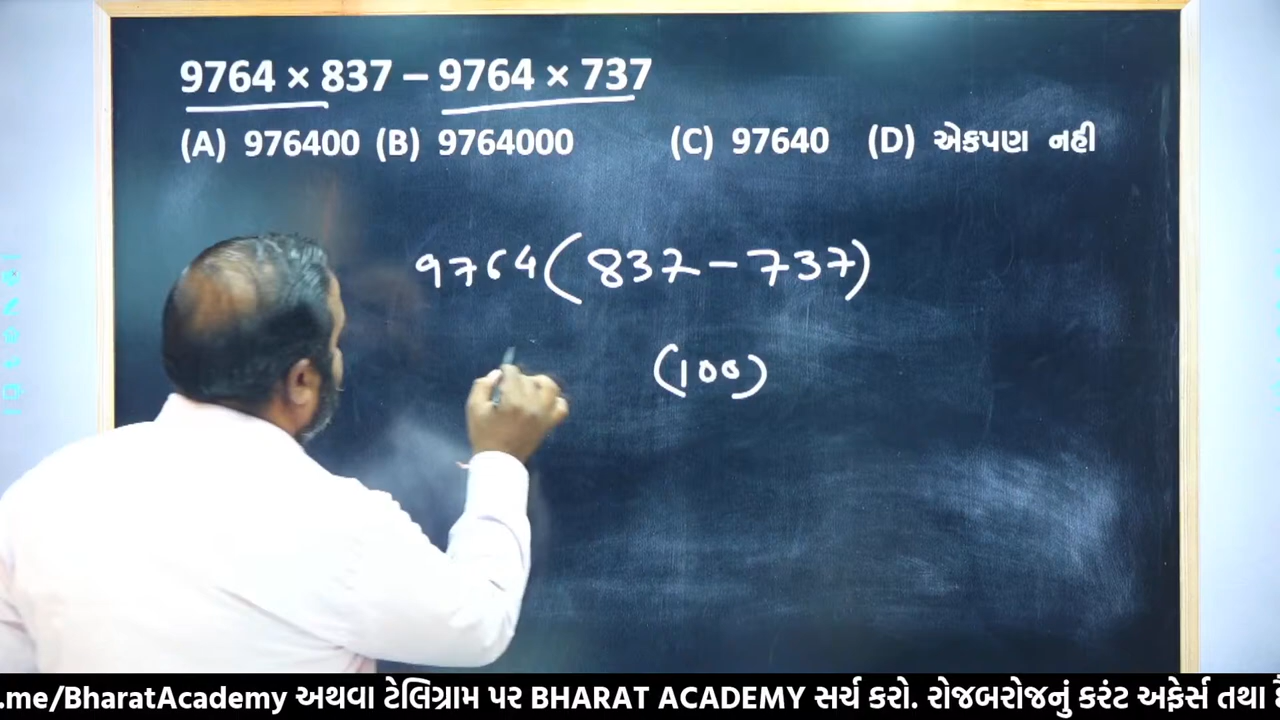 9764 × 837 – 9764 × 737
(A) 976400 (B) 9764000 (C) 97640 (D) એકપણ નહી
9764(837-737)
(100)
.me/BharatAcademy અથવા ટેલિગ્રામ પર BHARAT ACADEMY સર્ચ કરો. રોજબરોજનું કરંટ અફેર્સ તથા